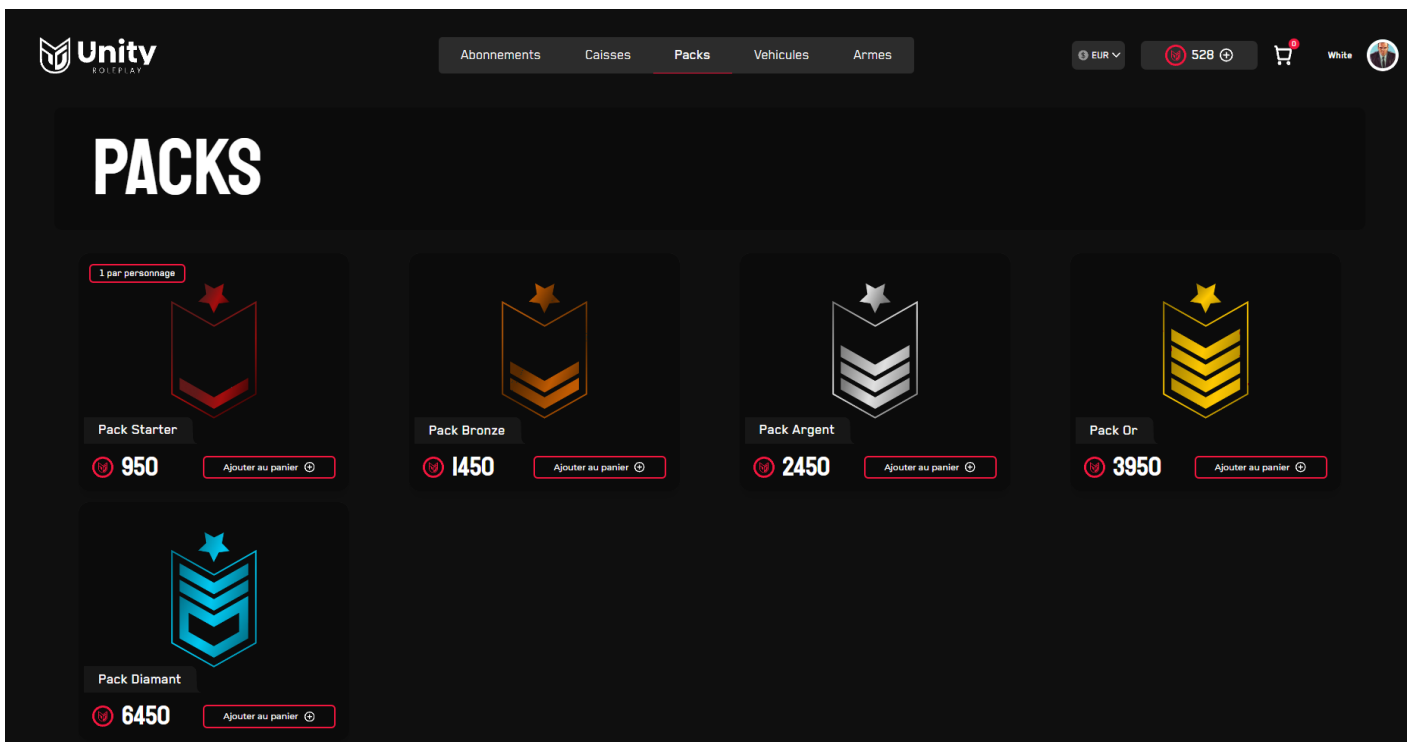 Unity
ROLEPLAY
Abonnements Caisses Packs Vehicules Armes
$ EUR
528
0
White
PACKS
1 par personnage
Pack Starter
950 Ajouter au panier
Pack Bronze
1450 Ajouter au panier
Pack Argent
2450 Ajouter au panier
Pack Or
3950 Ajouter au panier
Pack Diamant
6450 Ajouter au panier